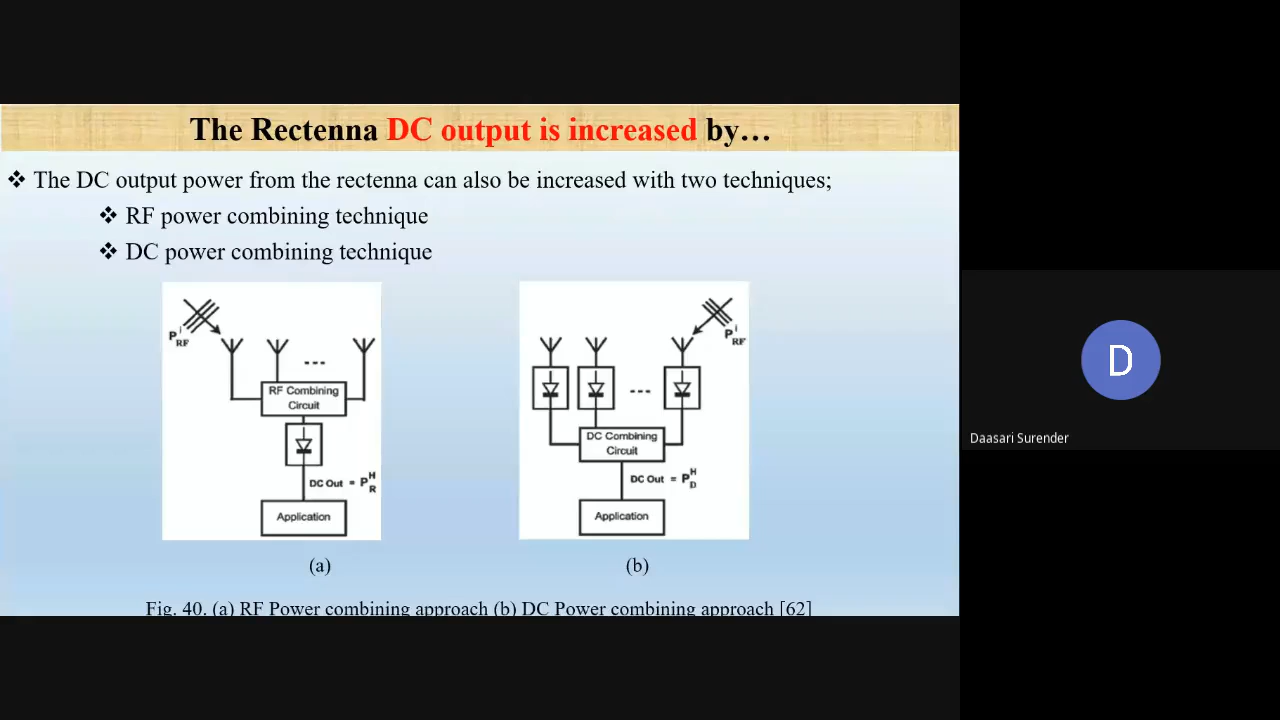 The Rectenna DC output is increased by…
❖ The DC output power from the rectenna can also be increased with two techniques;
❖ RF power combining technique
❖ DC power combining technique
P i RF
RF Combining
Circuit
DC Out = P H R
Application
(a)
P i RF
DC Combining
Circuit
DC Out = P H D
Application
(b)
Fig. 40. (a) RF Power combining approach (b) DC Power combining approach [62]
D
Daasari Surender